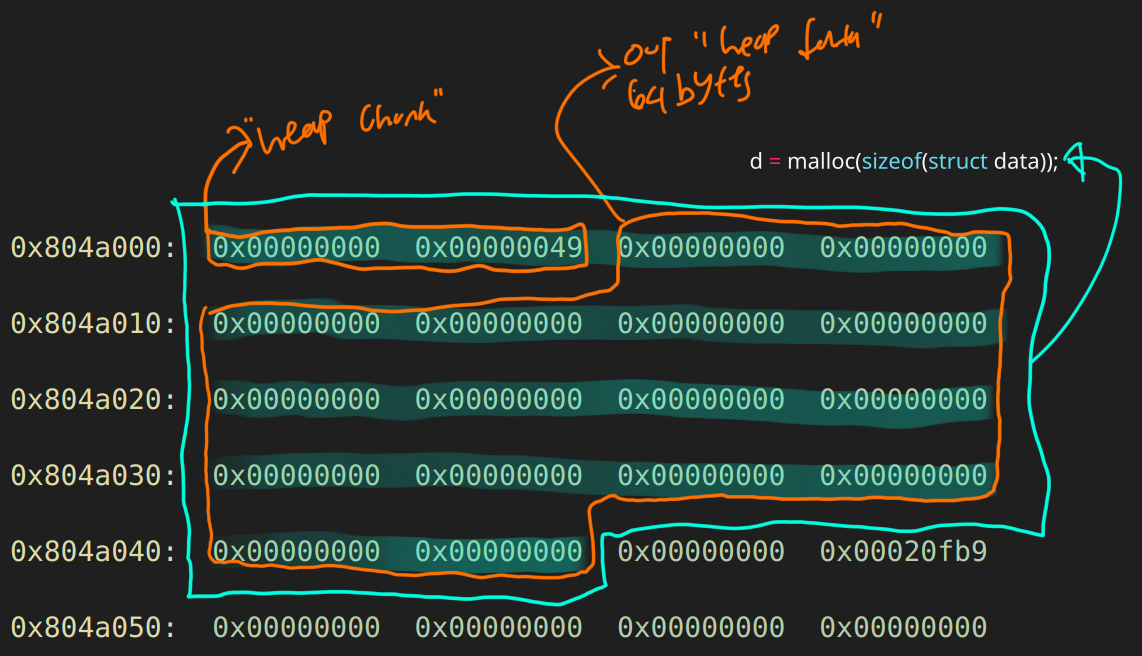 our "heap data"
64 bytes
"heap chunk"
d = malloc(sizeof(struct data));
0x804a000: 0x00000000 0x00000049 0x00000000 0x00000000
0x804a010: 0x00000000 0x00000000 0x00000000 0x00000000
0x804a020: 0x00000000 0x00000000 0x00000000 0x00000000
0x804a030: 0x00000000 0x00000000 0x00000000 0x00000000
0x804a040: 0x00000000 0x00000000 0x00000000 0x00020fb9
0x804a050: 0x00000000 0x00000000 0x00000000 0x00000000